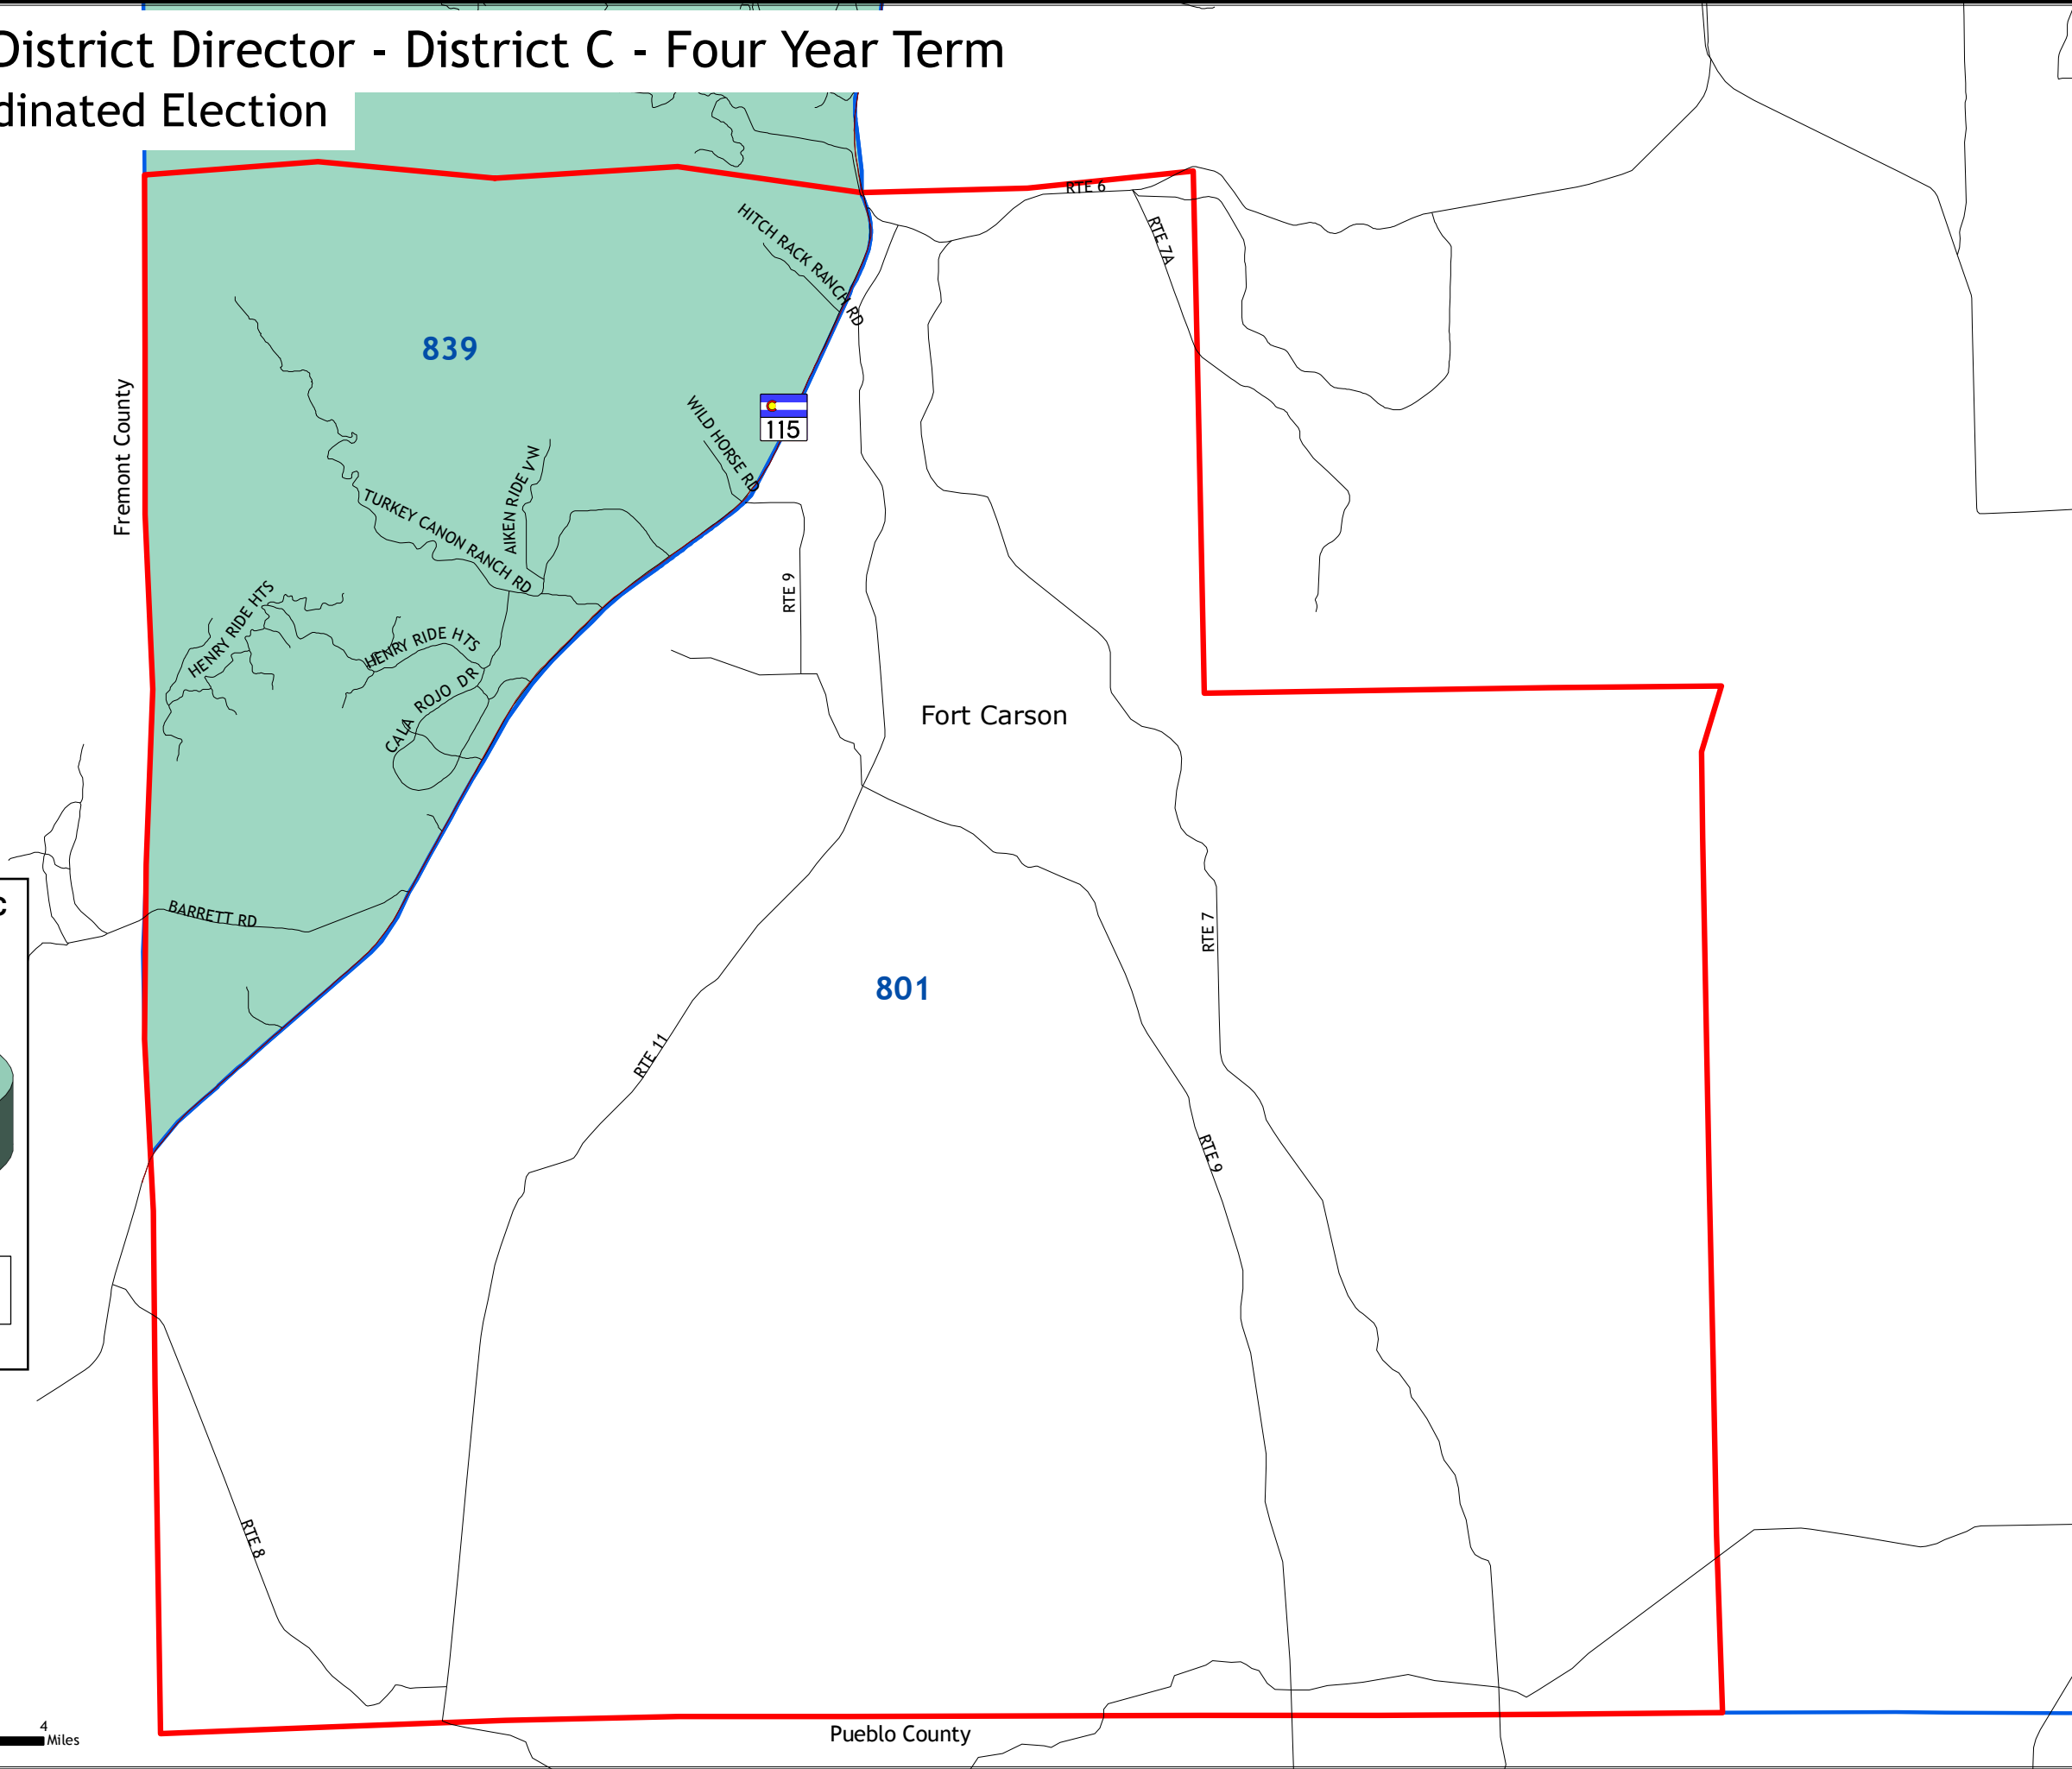 District Director - District C - Four Year Term
dinated Election
RTE 6
HITCH RACK RANCH RD
RTE 7A
839
Fremont County
115
WILD HORSE RD
AIKEN RIDE VW
TURKEY CANON RANCH RD
RTE 9
HENRY RIDE HTS
HENRY RIDE HTS
CALA ROJO DR
Fort Carson
C
BARRETT RD
RTE 7
801
RTE 11
RTE 9
RTE 8
4
Miles
Pueblo County